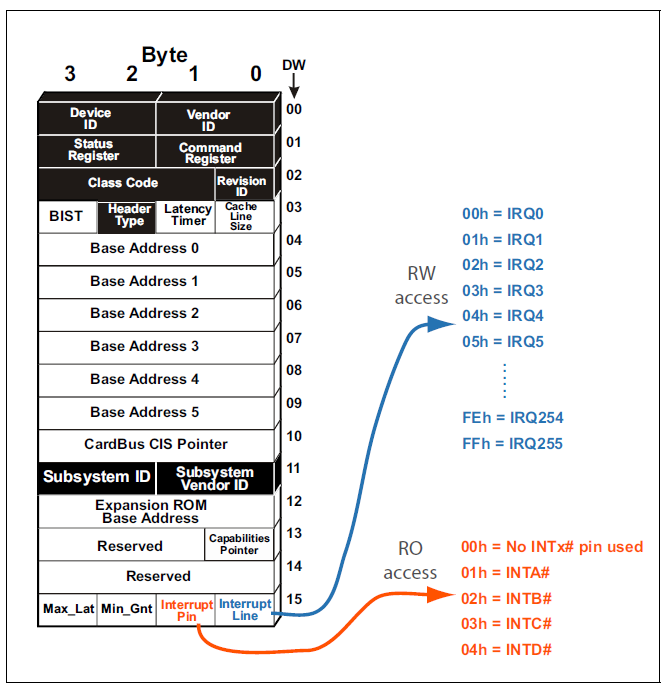 Byte
3 2 1 0 DW
Device
ID
Vendor
ID
00
Status
Register
Command
Register
01
Class Code
Revision
ID
02
BIST
Header
Type
Latency
Timer
Cache
Line
Size
03
Base Address 0
04
Base Address 1
05
Base Address 2
06
Base Address 3
07
Base Address 4
08
Base Address 5
09
CardBus CIS Pointer
10
Subsystem ID
Subsystem
Vendor ID
11
Expansion ROM
Base Address
12
Reserved
Capabilities
Pointer
13
Reserved
14
Max_Lat
Min_Gnt
Interrupt
Pin
Interrupt
Line
15
RW
access
00h = IRQ0
01h = IRQ1
02h = IRQ2
03h = IRQ3
04h = IRQ4
05h = IRQ5
FEh = IRQ254
FFh = IRQ255
RO
access
00h = No INTx# pin used
01h = INTA#
02h = INTB#
03h = INTC#
04h = INTD#